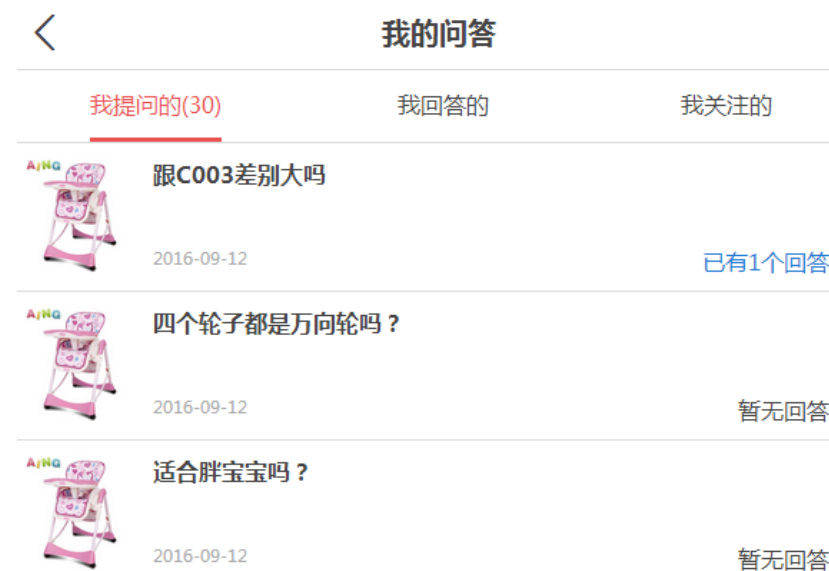 我的问答
我提问的(30)
我回答的
我关注的
AING
跟C003差别大吗
2016-09-12
已有1个回答
AING
四个轮子都是万向轮吗？
2016-09-12
暂无回答
AING
适合胖宝宝吗？
2016-09-12
暂无回答